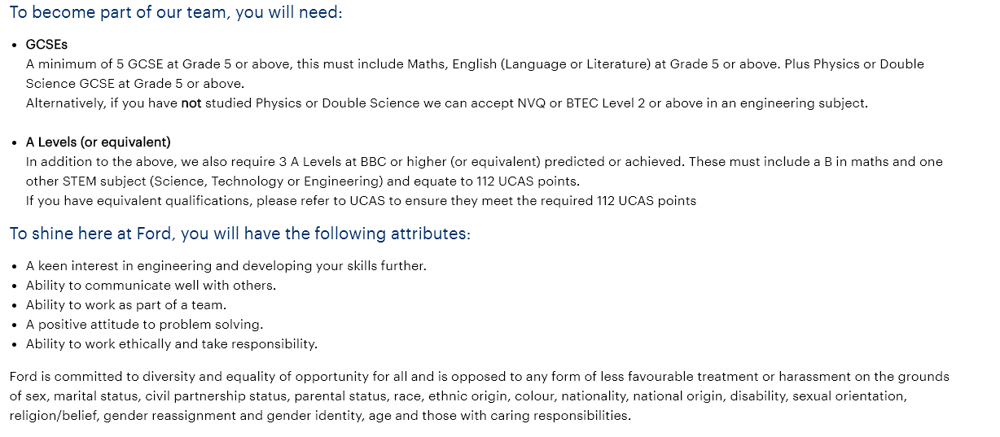 To become part of our team, you will need:
• GCSEs
A minimum of 5 GCSE at Grade 5 or above, this must include Maths, English (Language or Literature) at Grade 5 or above. Plus Physics or Double
Science GCSE at Grade 5 or above.
Alternatively, if you have not studied Physics or Double Science we can accept NVQ or BTEC Level 2 or above in an engineering subject.
• A Levels (or equivalent)
In addition to the above, we also require 3 A Levels at BBC or higher (or equivalent) predicted or achieved. These must include a B in maths and one
other STEM subject (Science, Technology or Engineering) and equate to 112 UCAS points.
If you have equivalent qualifications, please refer to UCAS to ensure they meet the required 112 UCAS points
To shine here at Ford, you will have the following attributes:
• A keen interest in engineering and developing your skills further.
• Ability to communicate well with others.
• Ability to work as part of a team.
• A positive attitude to problem solving.
• Ability to work ethically and take responsibility.
Ford is committed to diversity and equality of opportunity for all and is opposed to any form of less favourable treatment or harassment on the grounds
of sex, marital status, civil partnership status, parental status, race, ethnic origin, colour, nationality, national origin, disability, sexual orientation,
religion/belief, gender reassignment and gender identity, age and those with caring responsibilities.